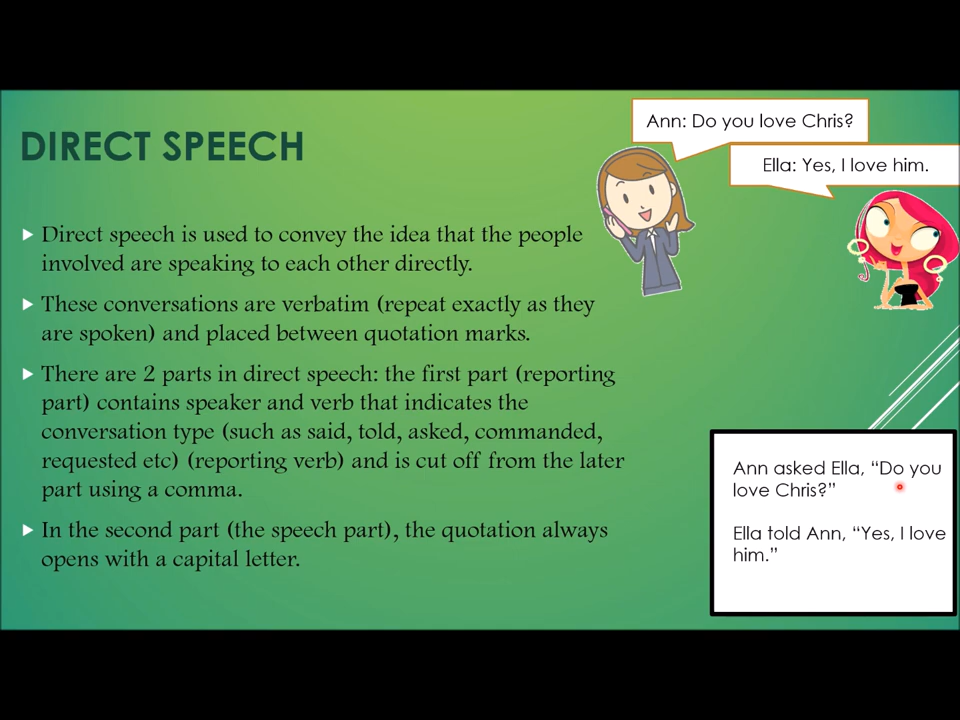 DIRECT SPEECH
Ann: Do you love Chris?
Ella: Yes, I love him.
Direct speech is used to convey the idea that the people
involved are speaking to each other directly.
These conversations are verbatim (repeat exactly as they
are spoken) and placed between quotation marks.
There are 2 parts in direct speech: the first part (reporting
part) contains speaker and verb that indicates the
conversation type (such as said, told, asked, commanded,
requested etc) (reporting verb) and is cut off from the later
part using a comma.
In the second part (the speech part), the quotation always
opens with a capital letter.
Ann asked Ella, “Do you
love Chris?”
Ella told Ann, “Yes, I love
him.”